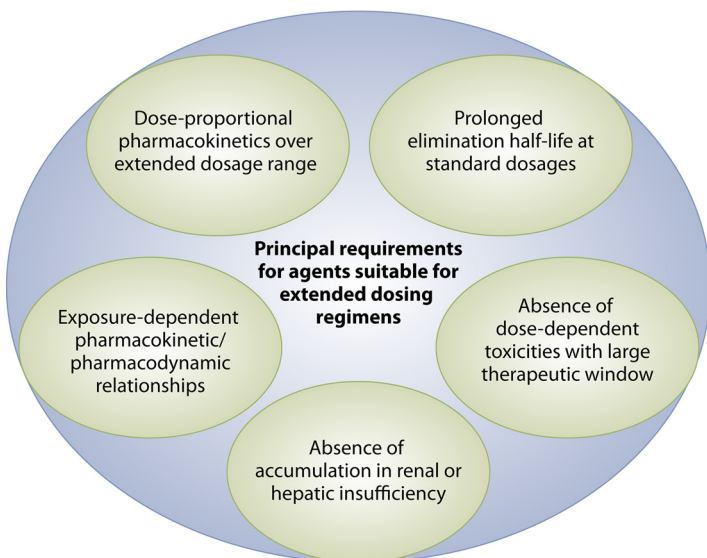 Dose-proportional
pharmacokinetics over
extended dosage range
Prolonged
elimination half-life at
standard dosages
Principal requirements
for agents suitable for
extended dosing
regimens
Exposure-dependent
pharmacokinetic/
pharmacodynamic
relationships
Absence of
dose-dependent
toxicities with large
therapeutic window
Absence of
accumulation in renal or
hepatic insufficiency